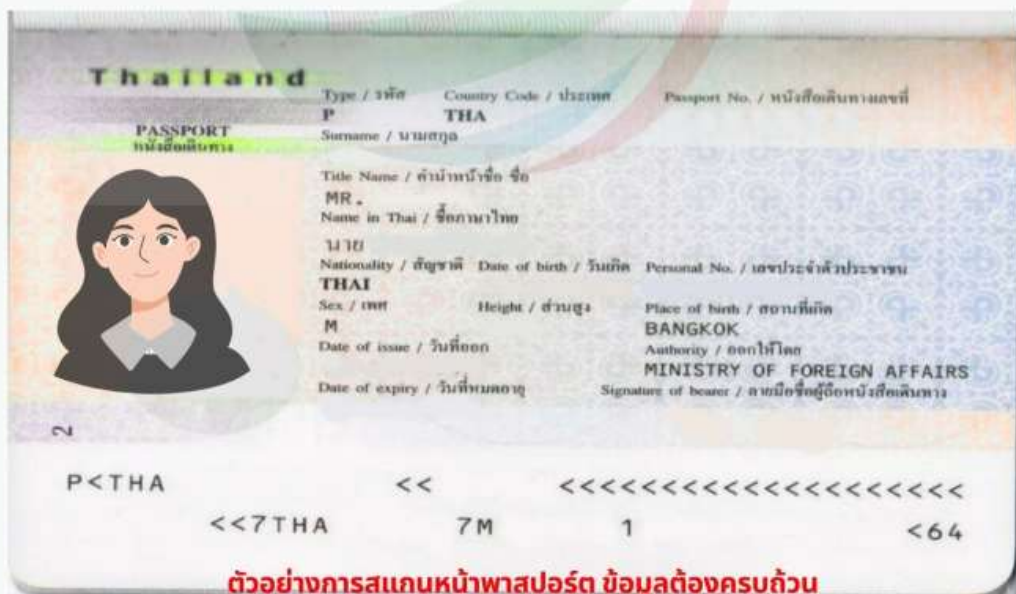 Thailand
PASSPORT
หนังสือเดินทาง
Type / รหัส Country Code / ประเทศ Passport No. / หนังสือเดินทางเลขที่
P THA
Surname / นามสกุล
Title Name / คำนำหน้าชื่อ ชื่อ
MR.
Name in Thai / ชื่อภาษาไทย
นาย
Nationality / สัญชาติ Date of birth / วันเกิด Personal No. / เลขประจำตัวประชาชน
THAI
Sex / เพศ Height / ส่วนสูง Place of birth / สถานที่เกิด
M BANGKOK
Date of issue / วันที่ออก Authority / ออกให้โดย
MINISTRY OF FOREIGN AFFAIRS
Date of expiry / วันที่หมดอายุ Signature of bearer / ลายมือชื่อผู้ถือหนังสือเดินทาง
2
P<THA << <<<<<<<<<<<<<<<<<<<<
<<7THA 7M 1 <64
ตัวอย่างการสแกนหน้าพาสปอร์ต ข้อมูลต้องครบถ้วน